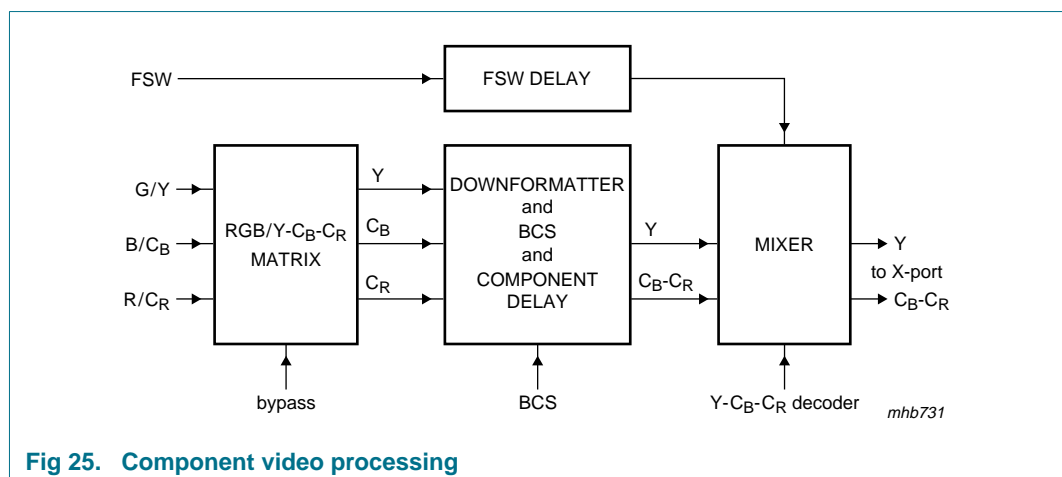 FSW
FSW DELAY
G/Y
B/CB
R/CR
RGB/Y-CB-CR
MATRIX
Y
CB
CR
DOWNFORMATTER
and
BCS
and
COMPONENT
DELAY
Y
CB-CR
MIXER
Y
to X-port
CB-CR
bypass
BCS
Y-CB-CR decoder
mhb731
Fig 25. Component video processing